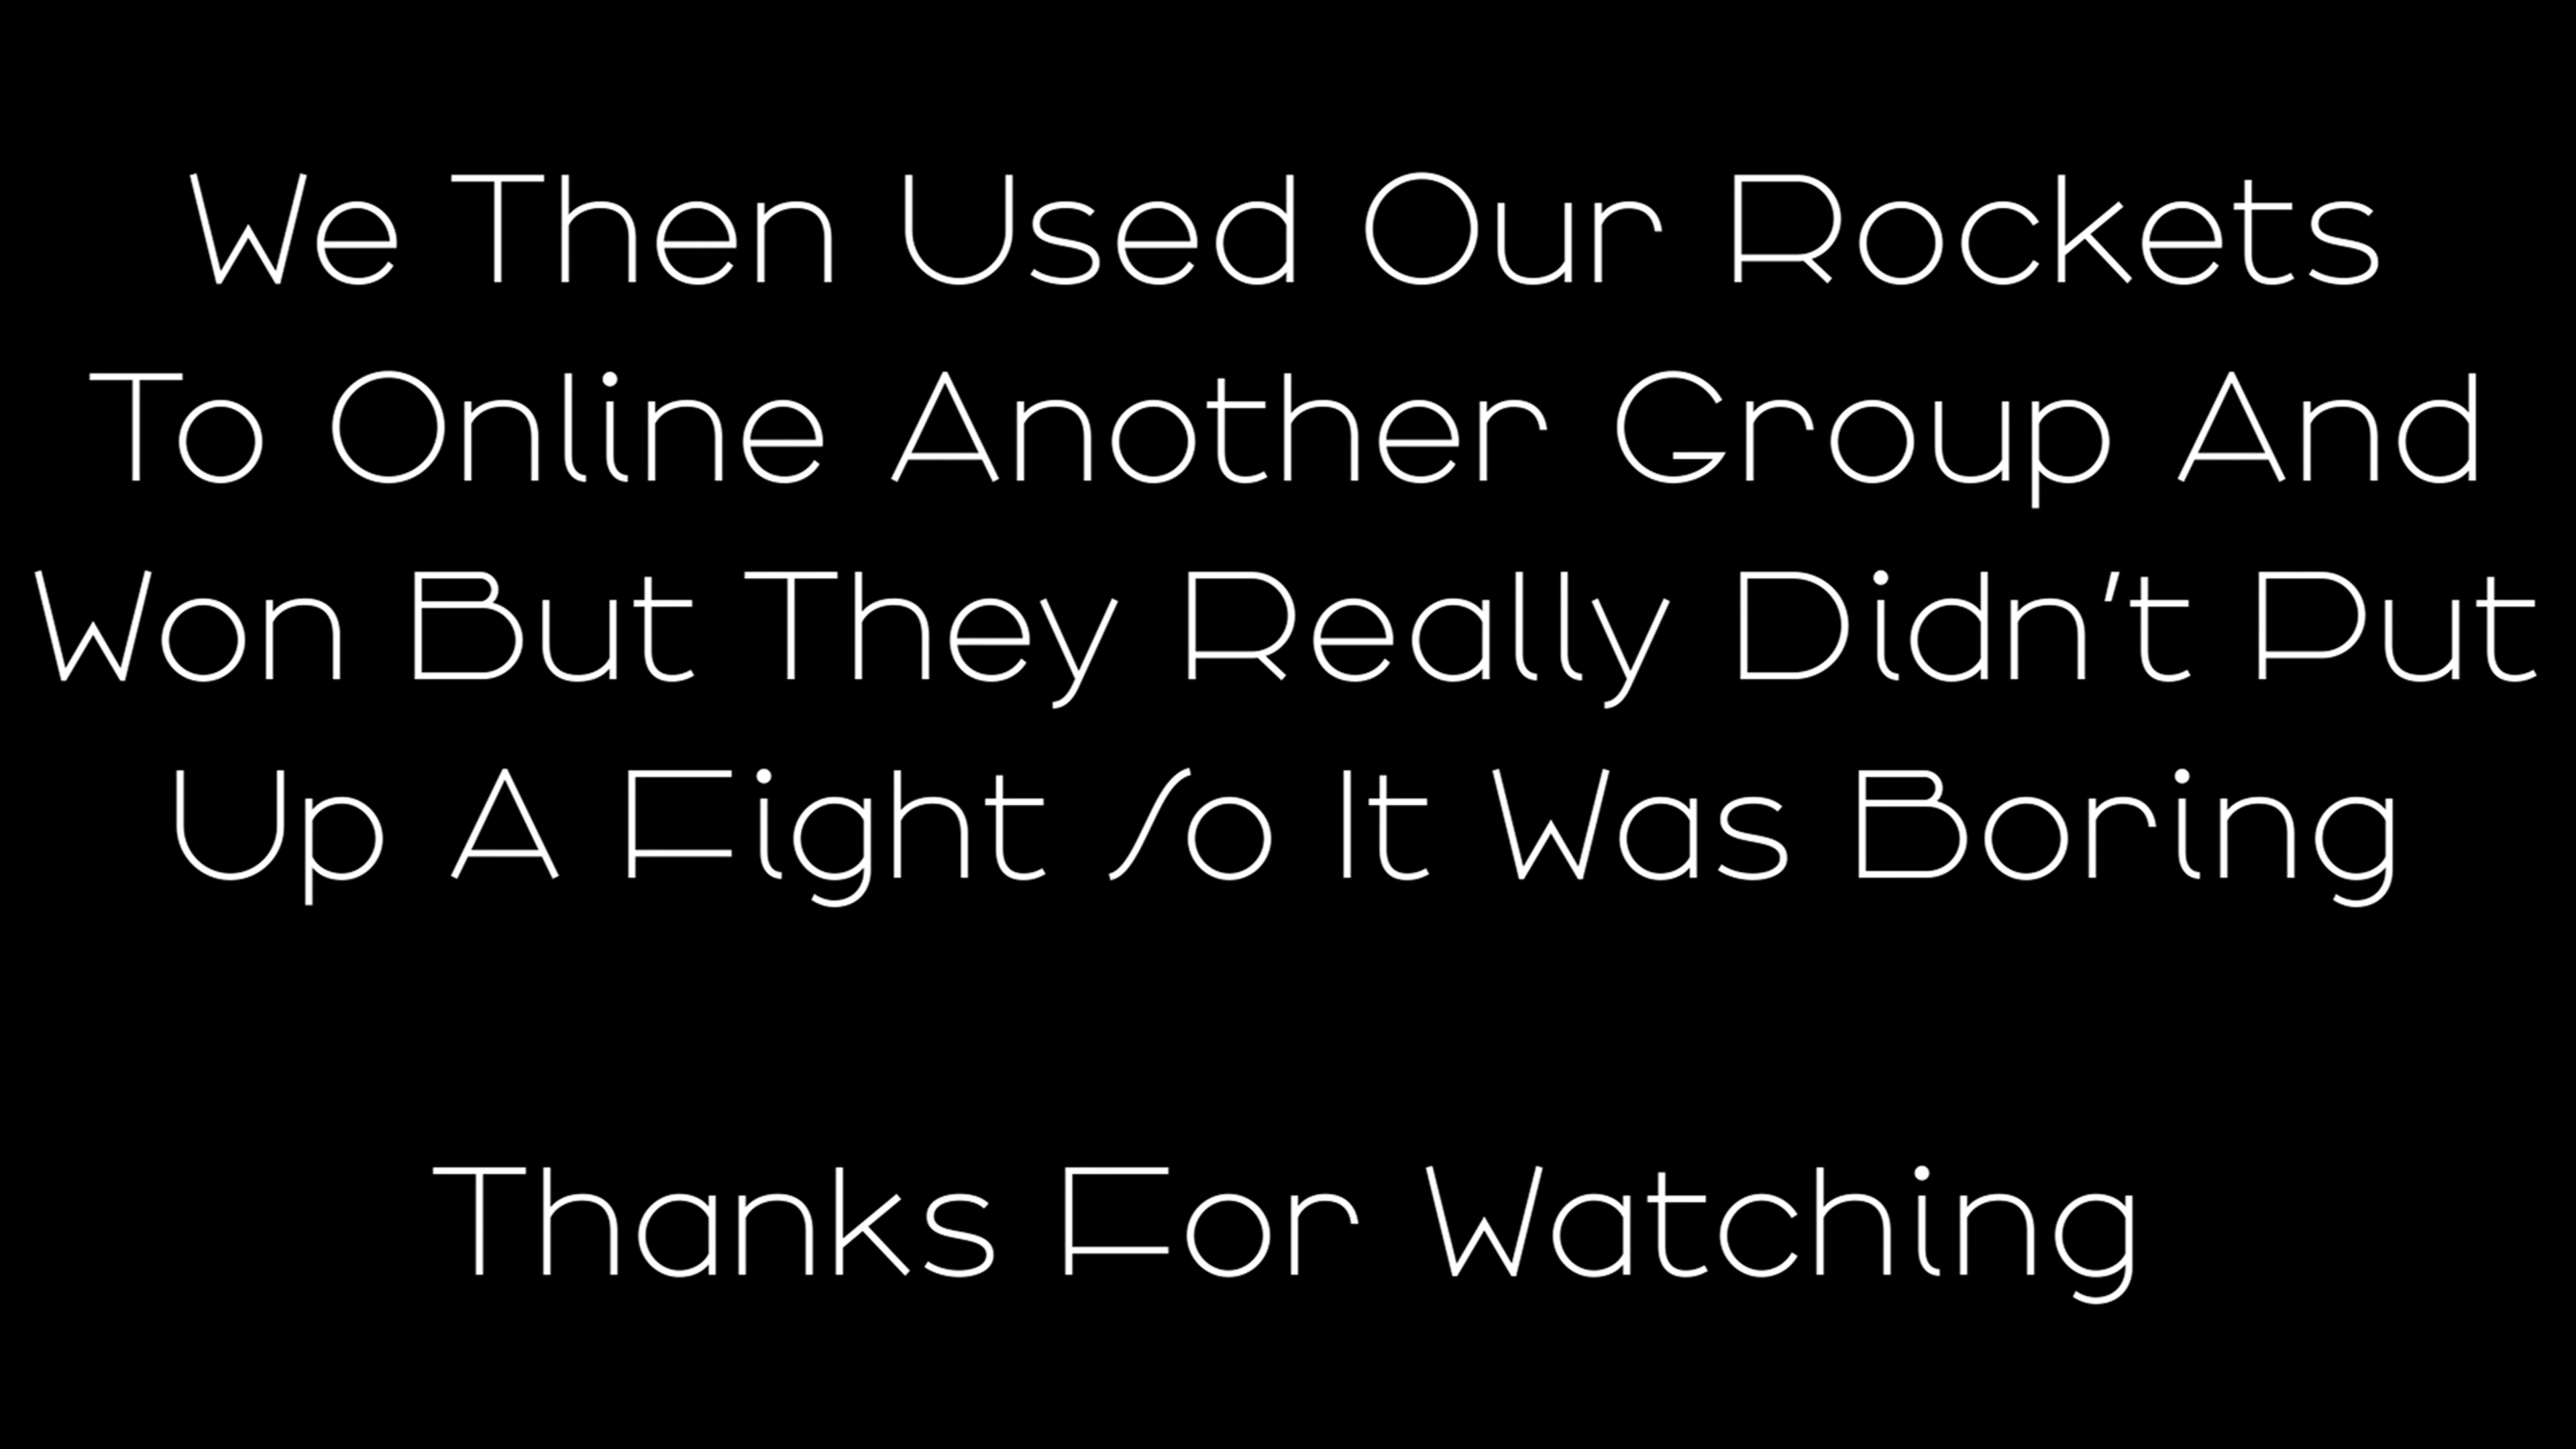 We Then Used Our Rockets
To Online Another Group And
Won But They Really Didn't Put
Up A Fight So It Was Boring
Thanks For Watching